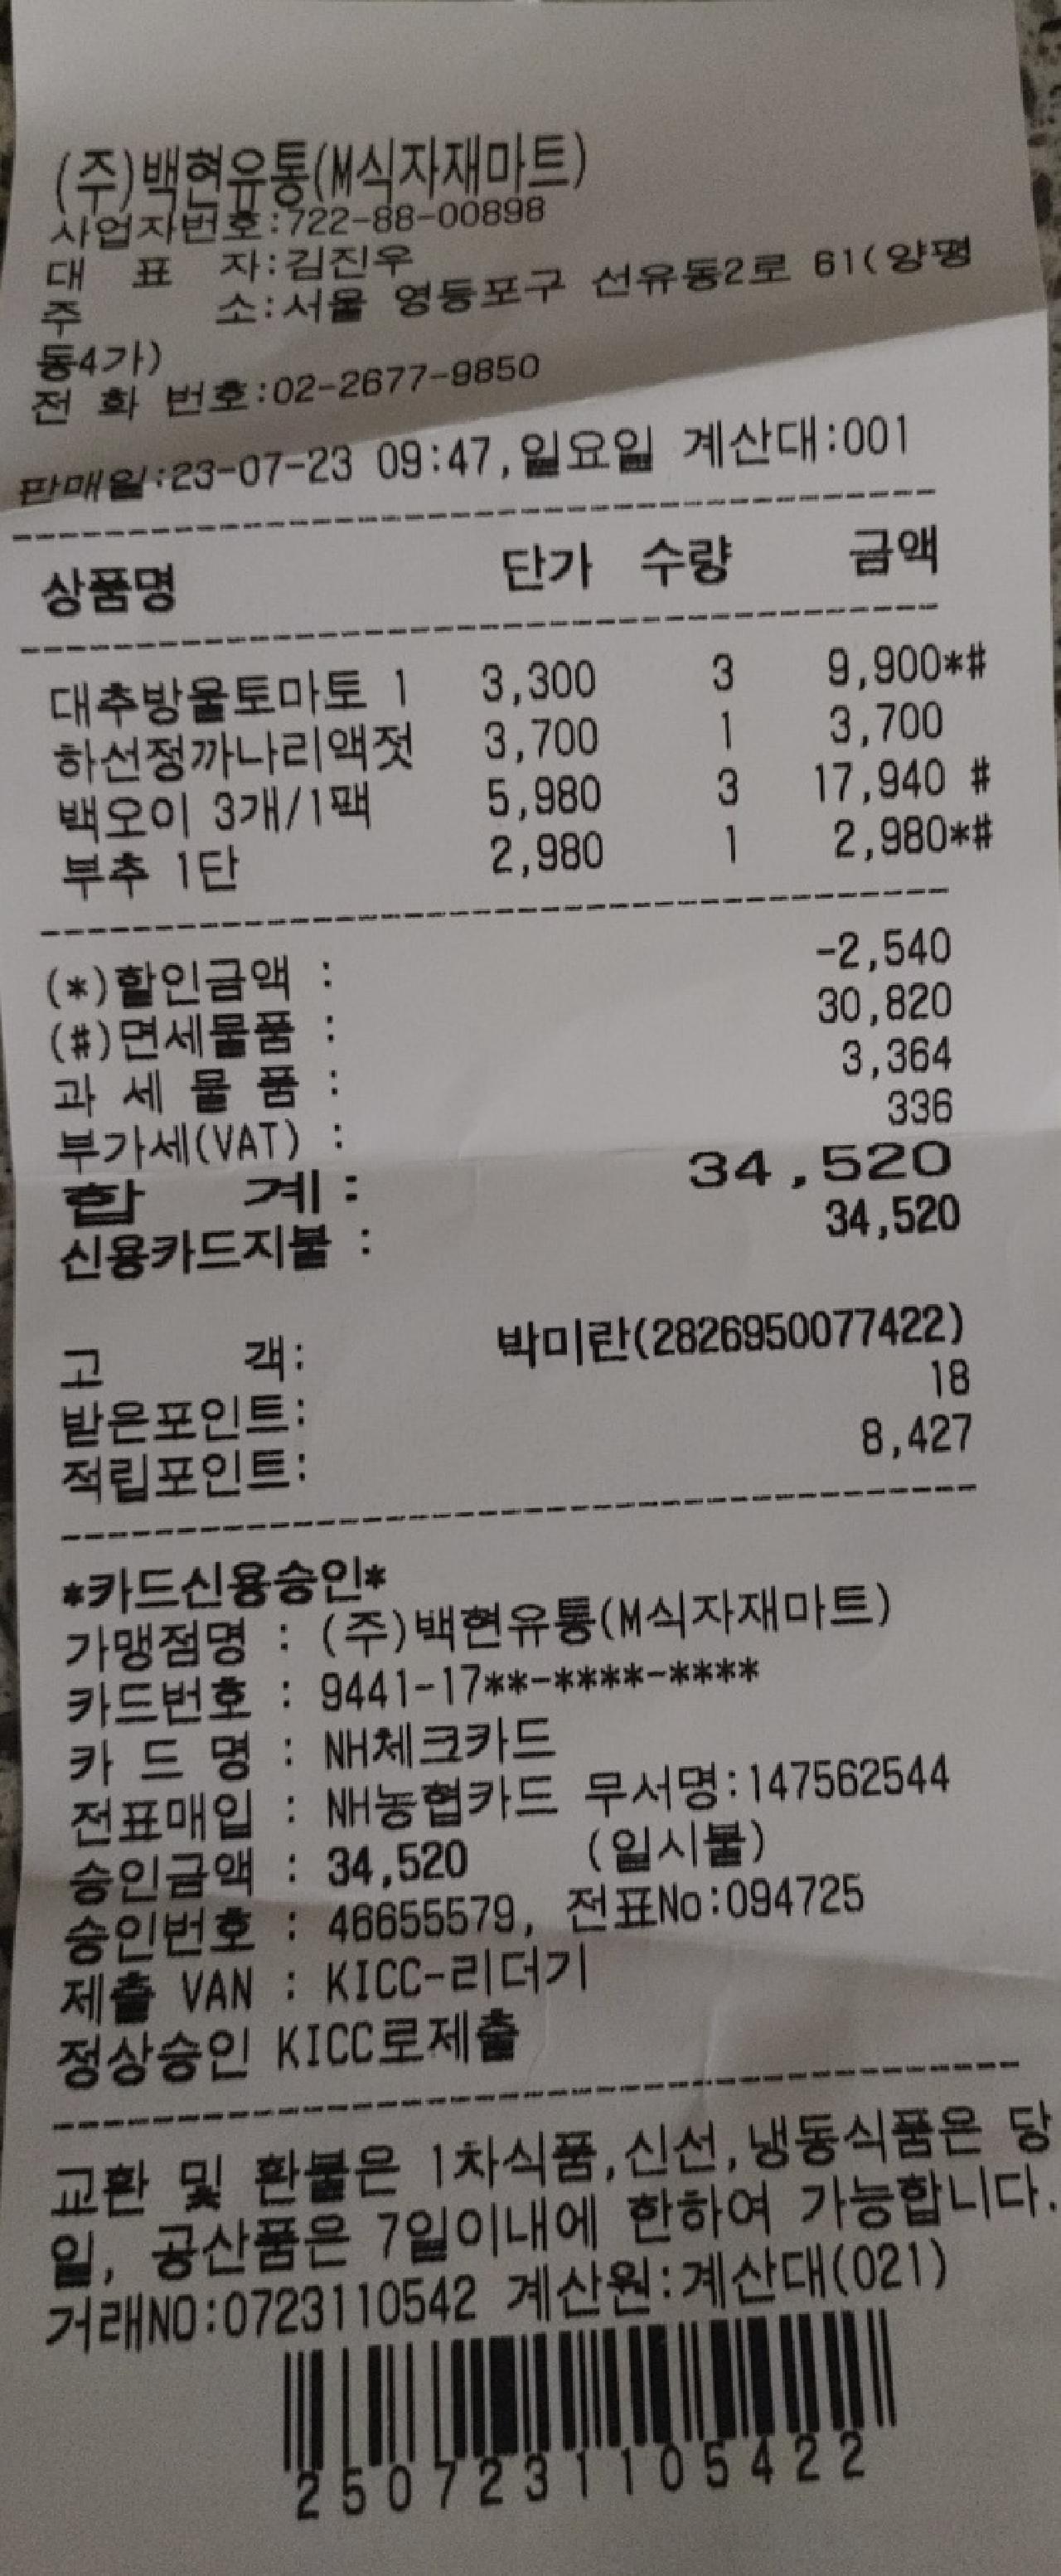 (주)백현유통(M식자재마트)
사업자번호:722-88-00898
대 표 자:김진우
주 소:서울 영등포구 선유동2로 61(양평
동4가)
전 화 번호:02-2677-9850
판매일:23-07-23 09:47,일요일 계산대:001
상품명 단가 수량 금액
대추방울토마토 1 3,300 3 9,900*#
하선정까나리액젓 3,700 1 3,700
백오이 3개/1팩 5,980 3 17,940 #
부추 1단 2,980 1 2,980*#
(*)할인금액 : -2,540
(#)면세물품 : 30,820
과 세 물 품 : 3,364
부가세(VAT) : 336
합 계: 34,520
신용카드지불 : 34,520
고 객: 박미란(2826950077422)
받은포인트: 18
적립포인트: 8,427
*카드신용승인*
가맹점명 : (주)백현유통(M식자재마트)
카드번호 : 9441-17**-****-****
카 드 명 : NH체크카드
전표매입 : NH농협카드 무서명:147562544
승인금액 : 34,520 (일시불)
승인번호 : 46655579, 전표No:094725
제출 VAN : KICC-리더기
정상승인 KICC로제출
교환 및 환불은 1차식품,신선,냉동식품은 당
일, 공산품은 7일이내에 한하여 가능합니다.
거래NO:0723110542 계산원:계산대(021)
2507231105422